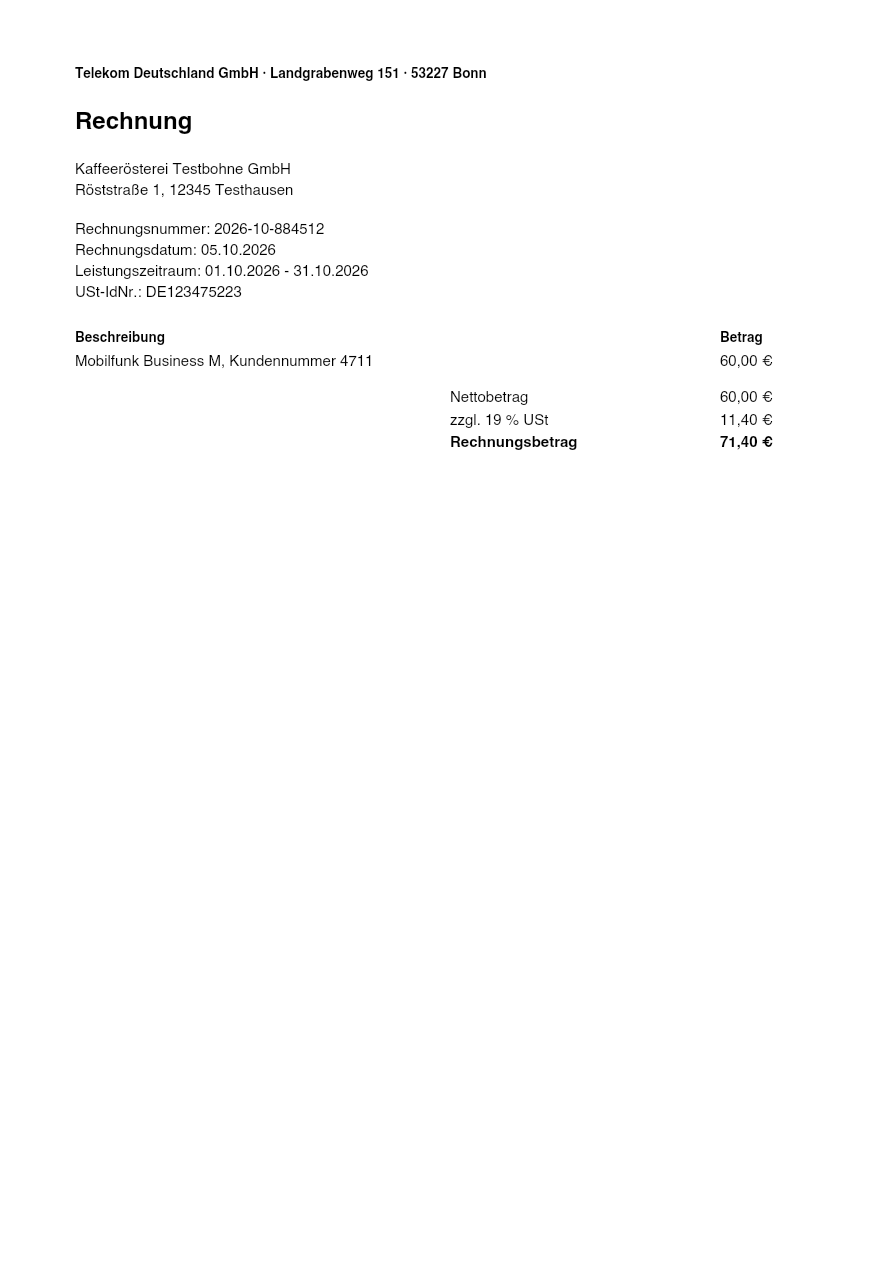 Telekom Deutschland GmbH · Landgrabenweg 151 · 53227 Bonn
Rechnung
Kaffeerösterei Testbohne GmbH
Röststraße 1, 12345 Testhausen
Rechnungsnummer: 2026-10-884512
Rechnungsdatum: 05.10.2026
Leistungszeitraum: 01.10.2026 - 31.10.2026
USt-IdNr.: DE123475223
Beschreibung Betrag
Mobilfunk Business M, Kundennummer 4711 60,00 €
Nettobetrag 60,00 €
zzgl. 19 % USt 11,40 €
Rechnungsbetrag 71,40 €